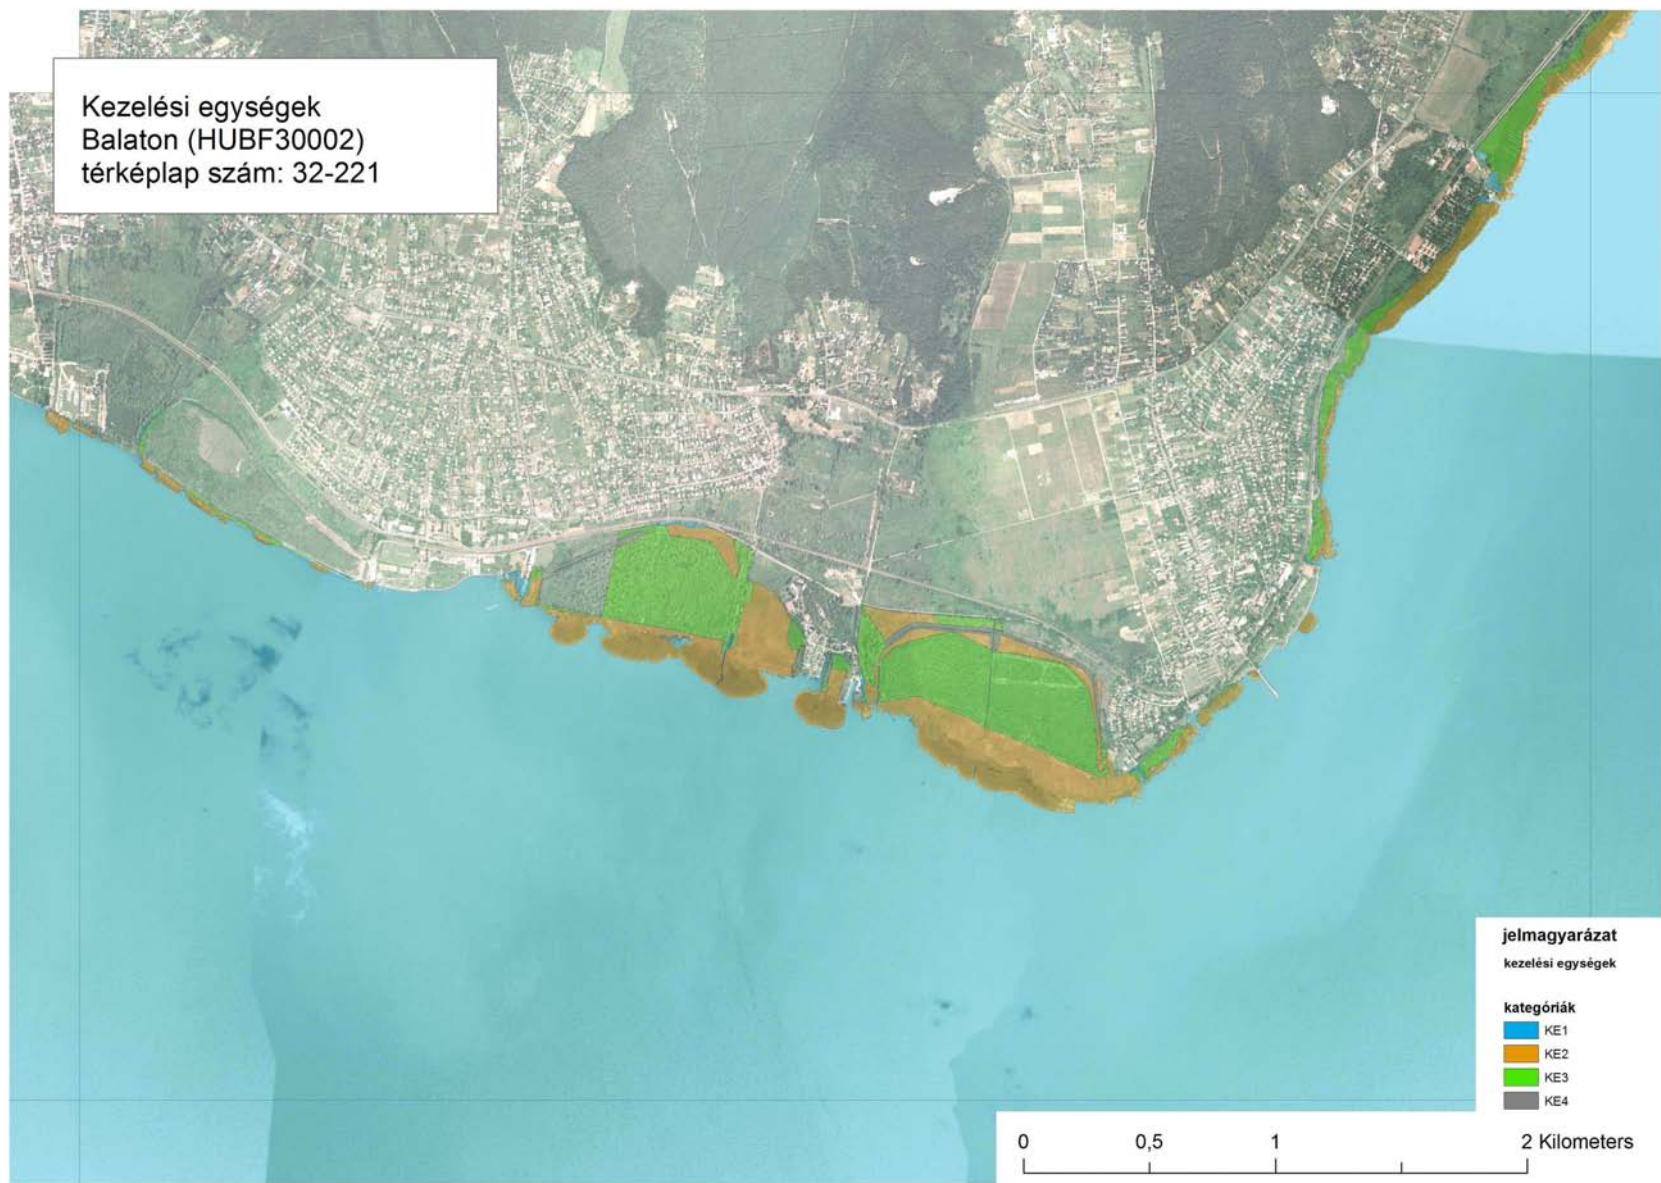 Kezelési egységek
Balaton (HUBF30002)
térképlap szám: 32-221
jelmagyarázat
kezelési egységek
kategóriák
KE1
KE2
KE3
KE4
0 0,5 1 2 Kilometers